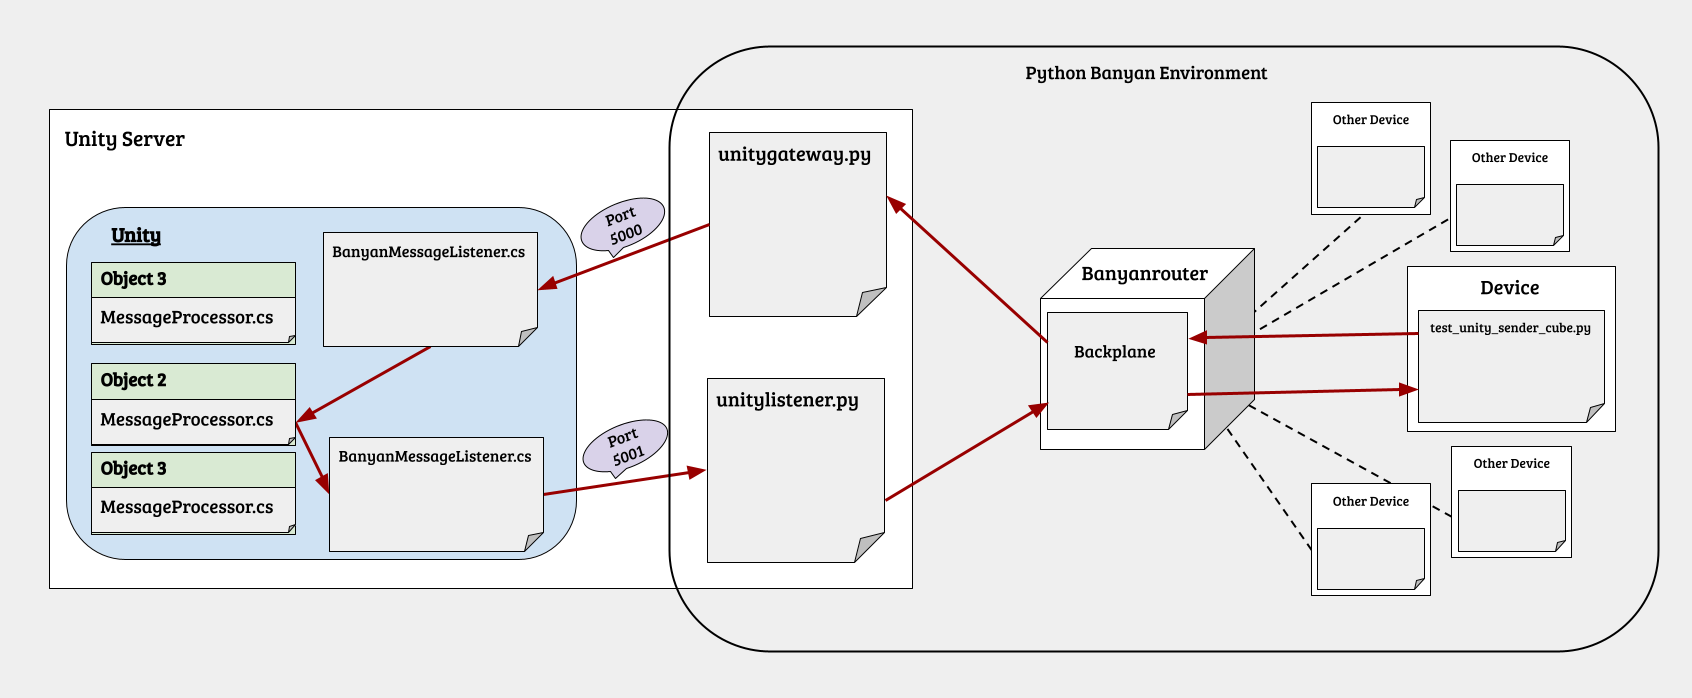 Python Banyan Environment
Unity Server
Unity
Object 3
MessageProcessor.cs
Object 2
MessageProcessor.cs
Object 3
MessageProcessor.cs
BanyanMessageListener.cs
BanyanMessageListener.cs
Port
5000
Port
5001
unitygateway.py
unitylistener.py
Banyanrouter
Backplane
Other Device
Other Device
Device
test_unity_sender_cube.py
Other Device
Other Device